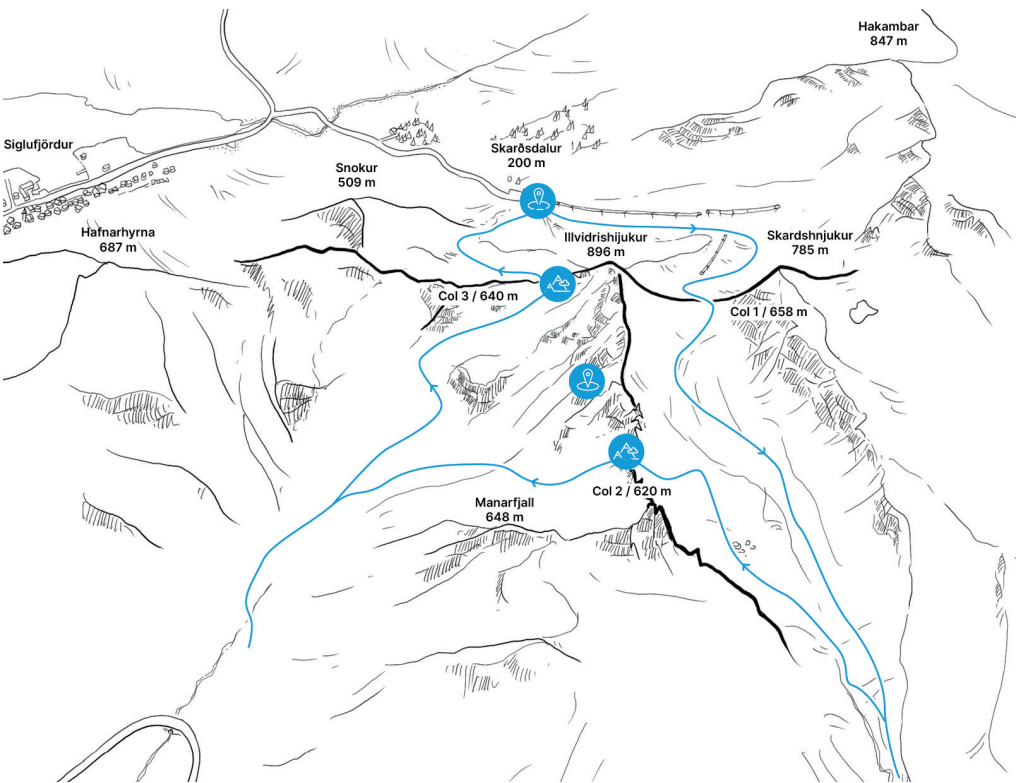 Hakambar
847 m
Siglufjördur
Skarðsdalur
200 m
Snokur
509 m
Hafnarhyrna
687 m
Illvidrishijukur
896 m
Skardshnjukur
785 m
Col 3 / 640 m
Col 1 / 658 m
Col 2 / 620 m
Manarfjall
648 m